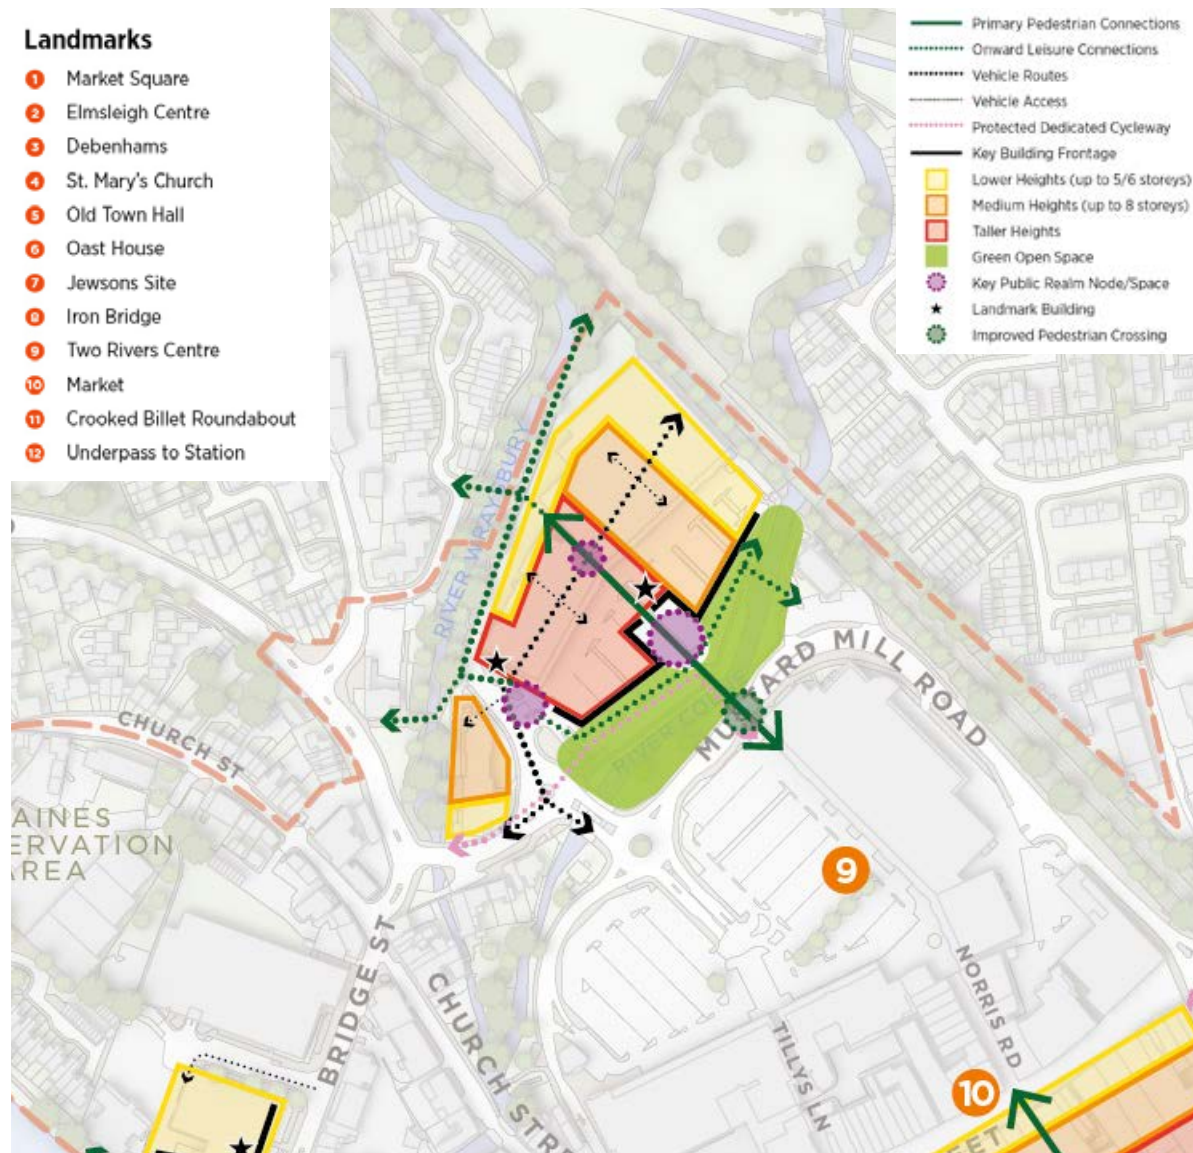 Landmarks
1 Market Square
2 Elmsleigh Centre
3 Debenhams
4 St. Mary's Church
5 Old Town Hall
6 Oast House
7 Jewsons Site
8 Iron Bridge
9 Two Rivers Centre
10 Market
11 Crooked Billet Roundabout
12 Underpass to Station
Primary Pedestrian Connections
Onward Leisure Connections
Vehicle Routes
Vehicle Access
Protected Dedicated Cycleway
Key Building Frontage
Lower Heights (up to 5/6 storeys)
Medium Heights (up to 8 storeys)
Taller Heights
Green Open Space
Key Public Realm Node/Space
Landmark Building
Improved Pedestrian Crossing
RIVER WRAYSBURY
RIVER
MUSTARD MILL ROAD
CHURCH ST
AINES
ERVATION
AREA
9
BRIDGE ST
CHURCH STRE
NORRIS RD
TILLYS LN
10
EET